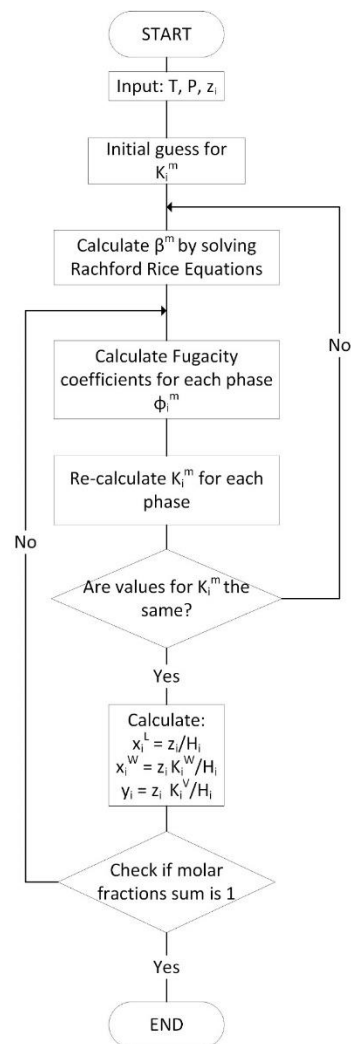 START
Input: T, P, zᵢ
Initial guess for
Kᵢᵐ
Calculate βᵐ by solving
Rachford Rice Equations
No
Calculate Fugacity
coefficients for each phase
ϕᵢᵐ
Re-calculate Kᵢᵐ for each
phase
No
Are values for Kᵢᵐ the
same?
Yes
Calculate:
xᵢᴸ = zᵢ/Hᵢ
xᵢᵂ = zᵢ Kᵢᵂ/Hᵢ
yᵢ = zᵢ Kᵢⱽ/Hᵢ
Check if molar
fractions sum is 1
Yes
END